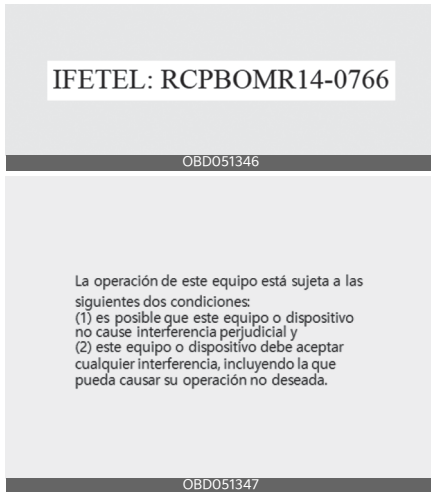 IFETEL: RCPBOMR14-0766
OBD051346
La operación de este equipo está sujeta a las
siguientes dos condiciones:
(1) es posible que este equipo o dispositivo
no cause interferencia perjudicial y
(2) este equipo o dispositivo debe aceptar
cualquier interferencia, incluyendo la que
pueda causar su operación no deseada.
OBD051347